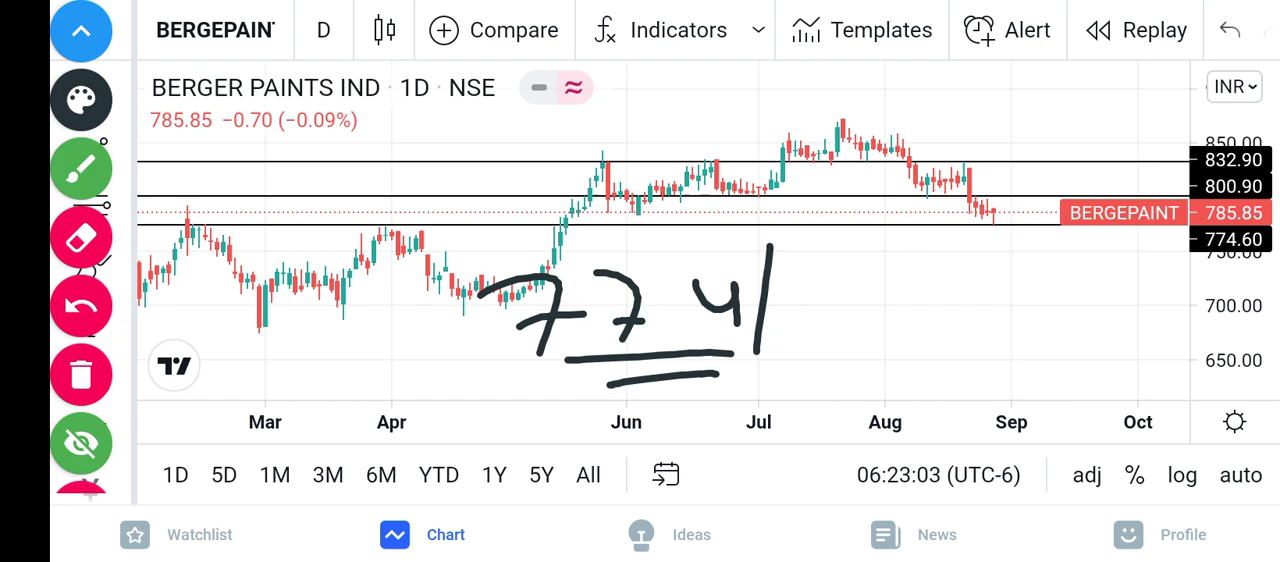 BERGEPAIN D Compare Indicators Templates Alert Replay
BERGER PAINTS IND · 1D · NSE INR
785.85 −0.70 (−0.09%)
850.00
832.90
800.90
BERGEPAINT 785.85
774.60
750.00
700.00
650.00
774
Mar Apr Jun Jul Aug Sep Oct
1D 5D 1M 3M 6M YTD 1Y 5Y All 06:23:03 (UTC-6) adj % log auto
Watchlist Chart Ideas News Profile